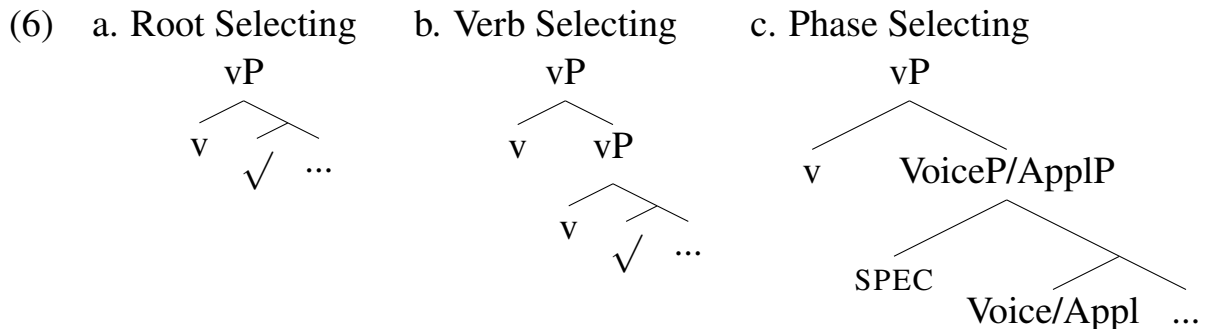 (6) a. Root Selecting b. Verb Selecting c. Phase Selecting
vP vP vP
v √ ... v vP v VoiceP/ApplP
v √ ... SPEC
Voice/Appl ...